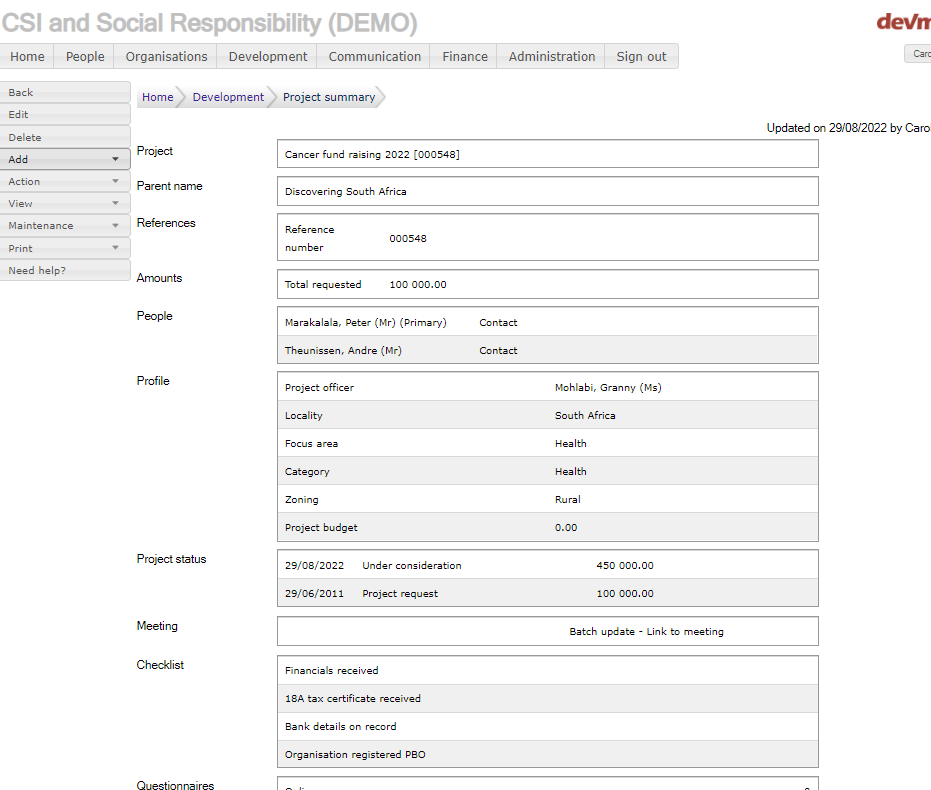 CSI and Social Responsibility (DEMO)
Home People Organisations Development Communication Finance Administration Sign out
Back
Edit
Delete
Add
Action
View
Maintenance
Print
Need help?
Home Development Project summary
Updated on 29/08/2022 by
Project Cancer fund raising 2022 [000548]
Parent name Discovering South Africa
References Reference number 000548
Amounts Total requested 100 000.00
People Marakalala, Peter (Mr) (Primary) Contact
Theunissen, Andre (Mr) Contact
Profile Project officer Mohlabi, Granny (Ms)
Locality South Africa
Focus area Health
Category Health
Zoning Rural
Project budget 0.00
Project status 29/08/2022 Under consideration 450 000.00
29/06/2011 Project request 100 000.00
Meeting Batch update - Link to meeting
Checklist Financials received
18A tax certificate received
Bank details on record
Organisation registered PBO
Questionnaires